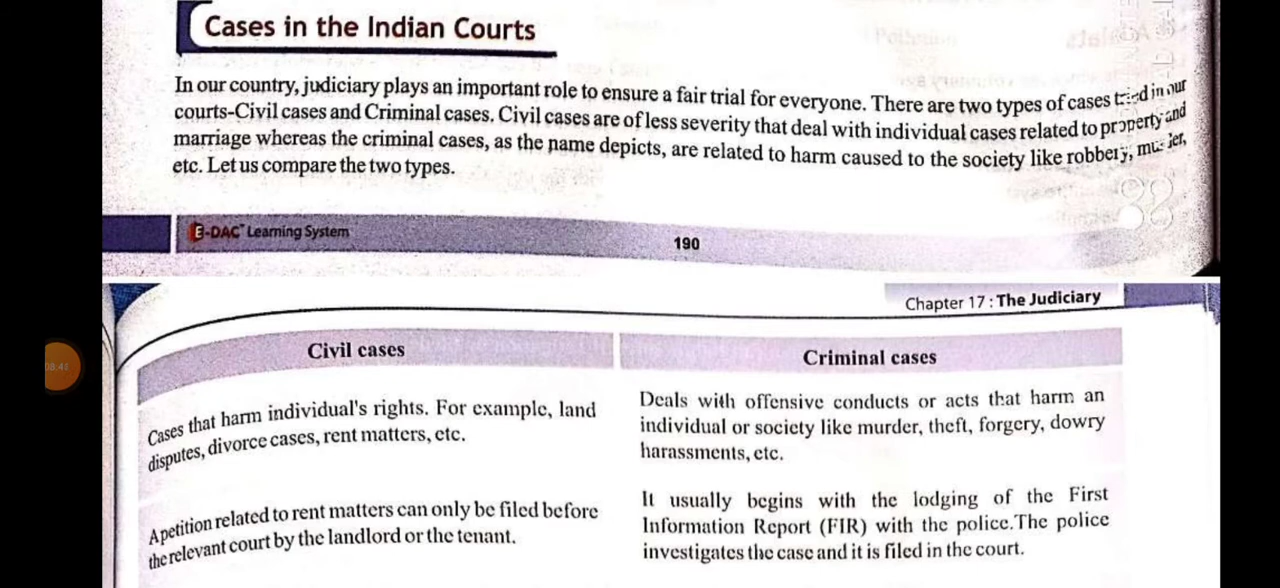 Cases in the Indian Courts
In our country, judiciary plays an important role to ensure a fair trial for everyone. There are two types of cases tried in our
courts-Civil cases and Criminal cases. Civil cases are of less severity that deal with individual cases related to property and
marriage whereas the criminal cases, as the name depicts, are related to harm caused to the society like robbery, murder,
etc. Let us compare the two types.
E-DAC™ Learning System
190
Chapter 17 : The Judiciary
Civil cases
Criminal cases
Cases that harm individual's rights. For example, land
disputes, divorce cases, rent matters, etc.
Deals with offensive conducts or acts that harm an
individual or society like murder, theft, forgery, dowry
harassments, etc.
A petition related to rent matters can only be filed before
the relevant court by the landlord or the tenant.
It usually begins with the lodging of the First
Information Report (FIR) with the police.The police
investigates the case and it is filed in the court.